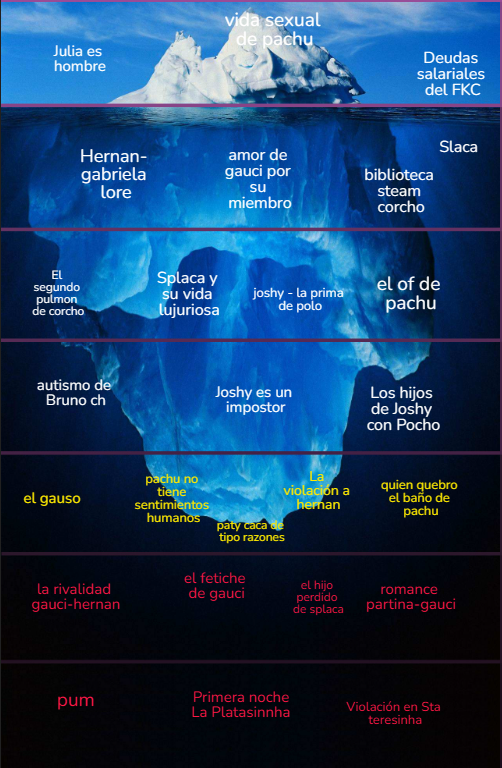 vida sexual
de pachu
Julia es
hombre
Deudas
salariales
del FKC
Slaca
Hernan-
gabriela
lore
amor de
gauci por
su
miembro
biblioteca
steam
corcho
El
segundo
pulmon
de corcho
Splaca y
su vida
lujuriosa
joshy - la prima
de polo
el of de
pachu
autismo de
Bruno ch
Joshy es un
impostor
Los hijos
de Joshy
con Pocho
el gauso
pachu no
tiene
sentimientos
humanos
paty caca de
tipo razones
La
violación a
hernan
quien quebro
el baño de
pachu
la rivalidad
gauci-hernan
el fetiche
de gauci
el hijo
perdido
de splaca
romance
partina-gauci
pum
Primera noche
La Platasinnha
Violación en Sta
teresinha